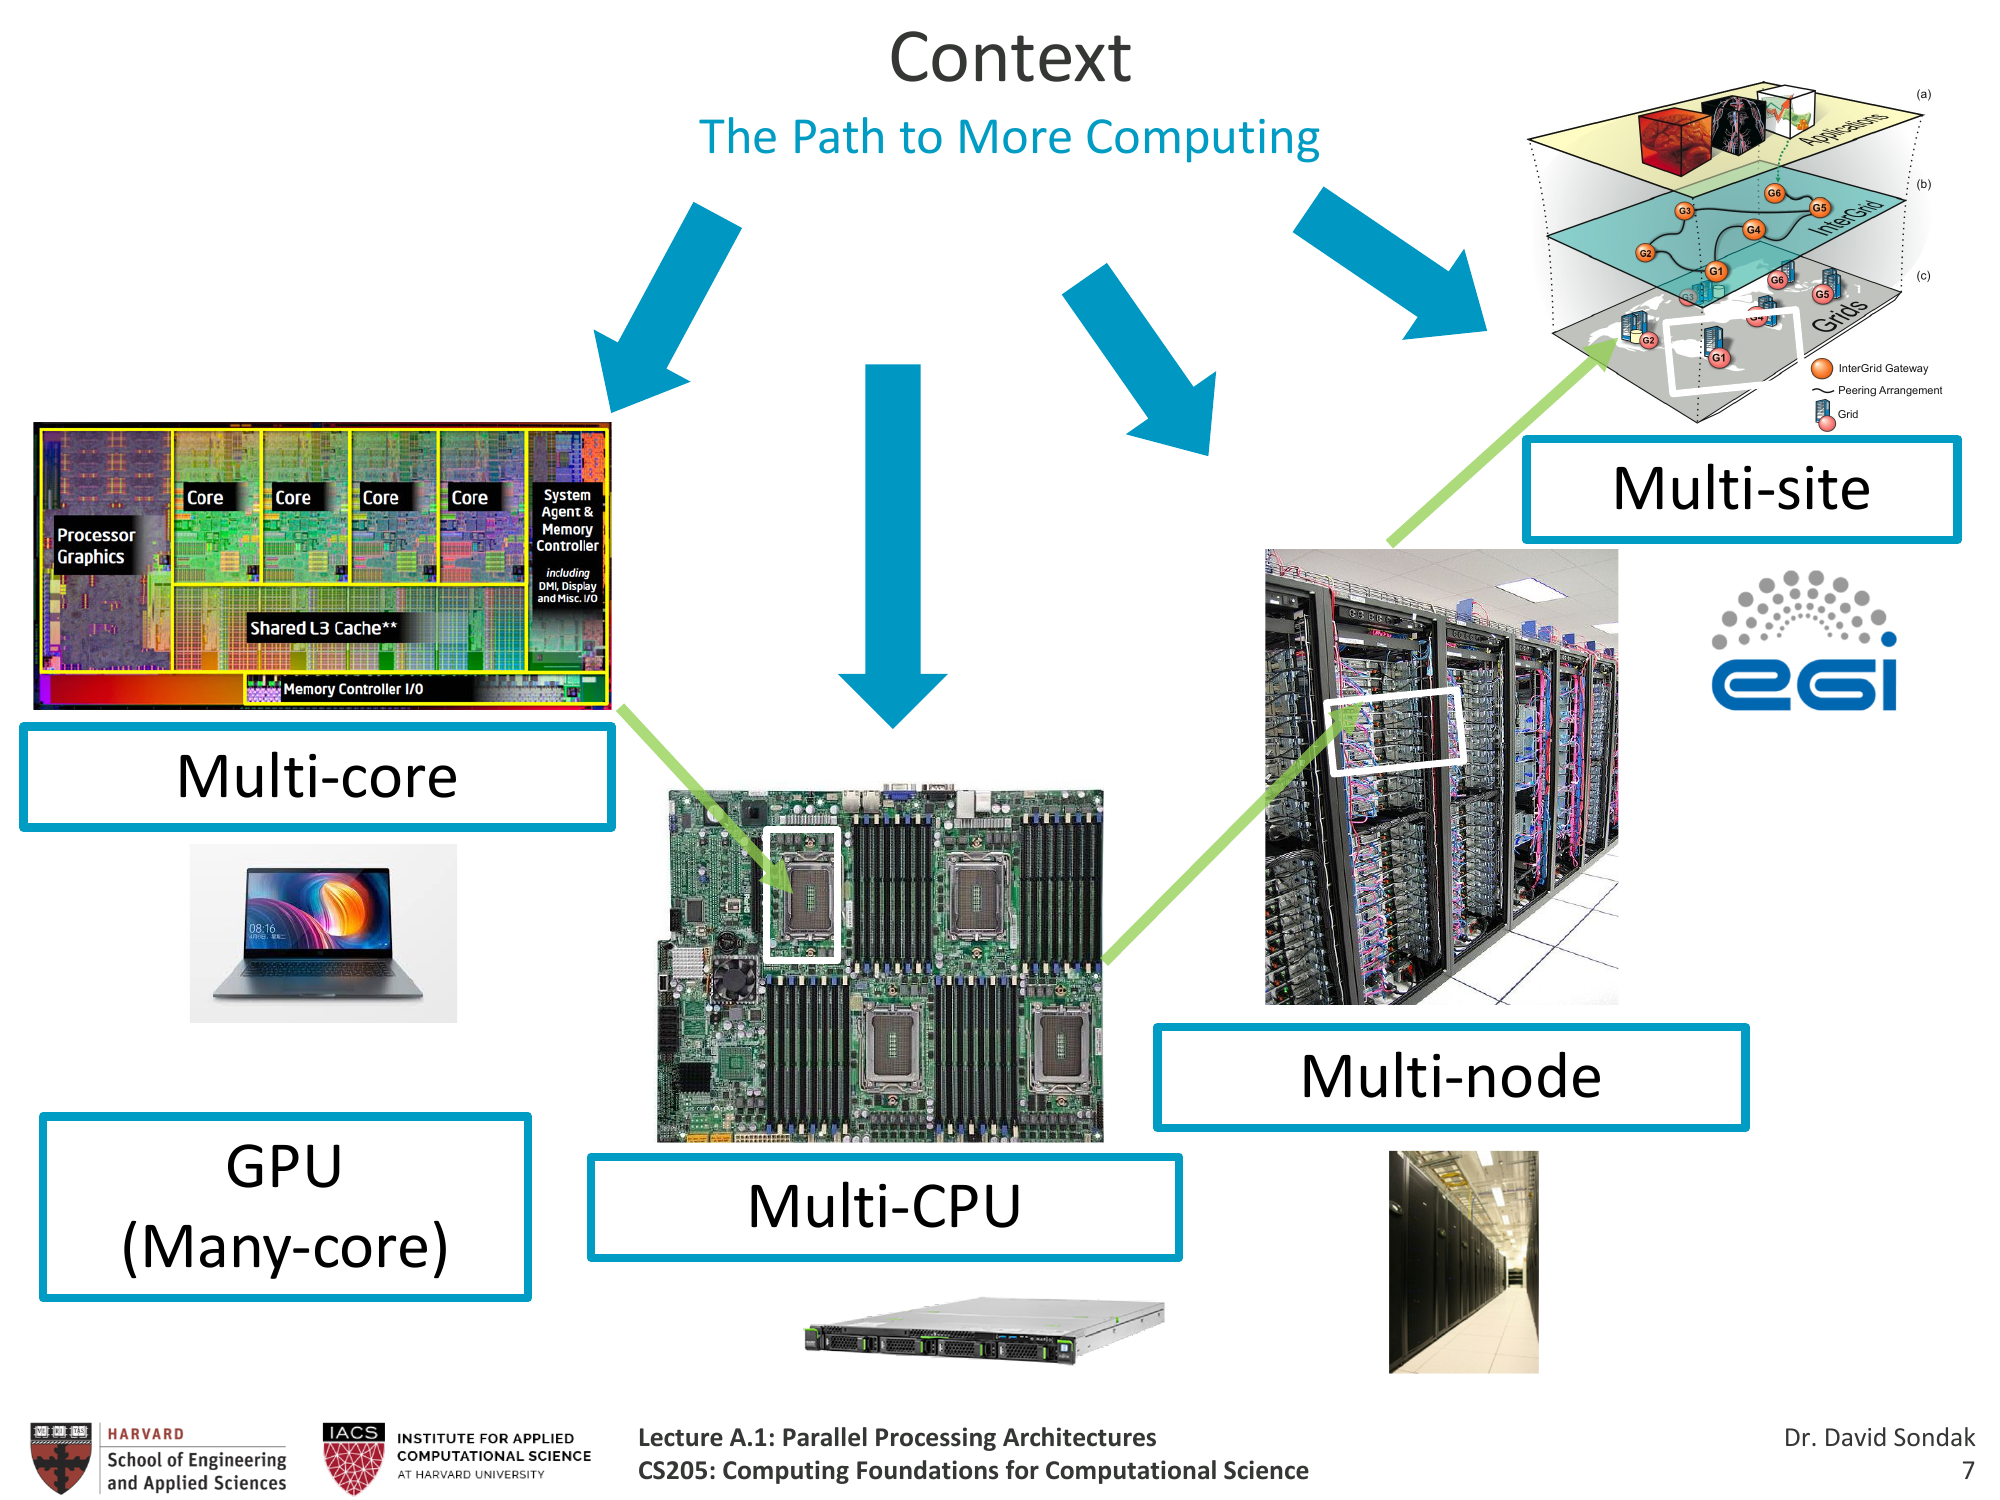 Context
The Path to More Computing
(a)
Applications
(b)
G6
G3
G5
InterGrid
G4
G2
G1
(c)
G6
G3
G5
G4
Grids
G2
G1
InterGrid Gateway
Peering Arrangement
Grid
Multi-site
egi
Core
Core
Core
Core
System
Agent &
Memory
Controller
including
DMI, Display
and Misc. I/O
Processor
Graphics
Shared L3 Cache**
Memory Controller I/O
Multi-core
08:16
Multi-node
GPU
(Many-core)
Multi-CPU
HARVARD
School of Engineering
and Applied Sciences
IACS
INSTITUTE FOR APPLIED
COMPUTATIONAL SCIENCE
AT HARVARD UNIVERSITY
Lecture A.1: Parallel Processing Architectures
CS205: Computing Foundations for Computational Science
Dr. David Sondak
7